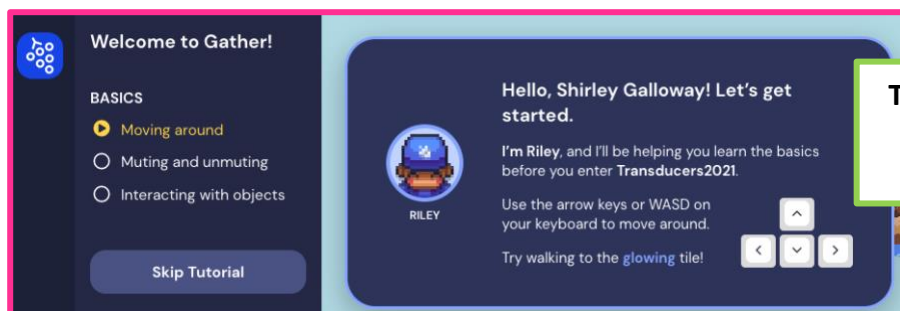 Welcome to Gather!
BASICS
Moving around
Muting and unmuting
Interacting with objects
Skip Tutorial
Hello, Shirley Galloway! Let's get
started.
I'm Riley, and I'll be helping you learn the basics
before you enter Transducers2021.
Use the arrow keys or WASD on
your keyboard to move around.
Try walking to the glowing tile!
RILEY
T